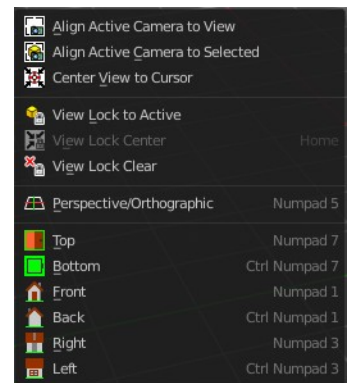 Align Active Camera to View
Align Active Camera to Selected
Center View to Cursor
View Lock to Active
View Lock Center Home
View Lock Clear
Perspective/Orthographic Numpad 5
Top Numpad 7
Bottom Ctrl Numpad 7
Front Numpad 1
Back Ctrl Numpad 1
Right Numpad 3
Left Ctrl Numpad 3